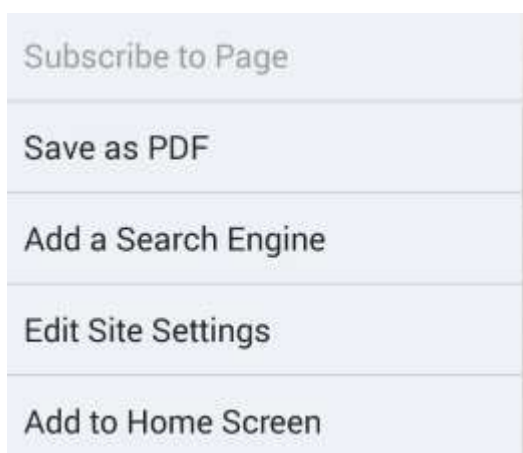 Subscribe to Page
Save as PDF
Add a Search Engine
Edit Site Settings
Add to Home Screen